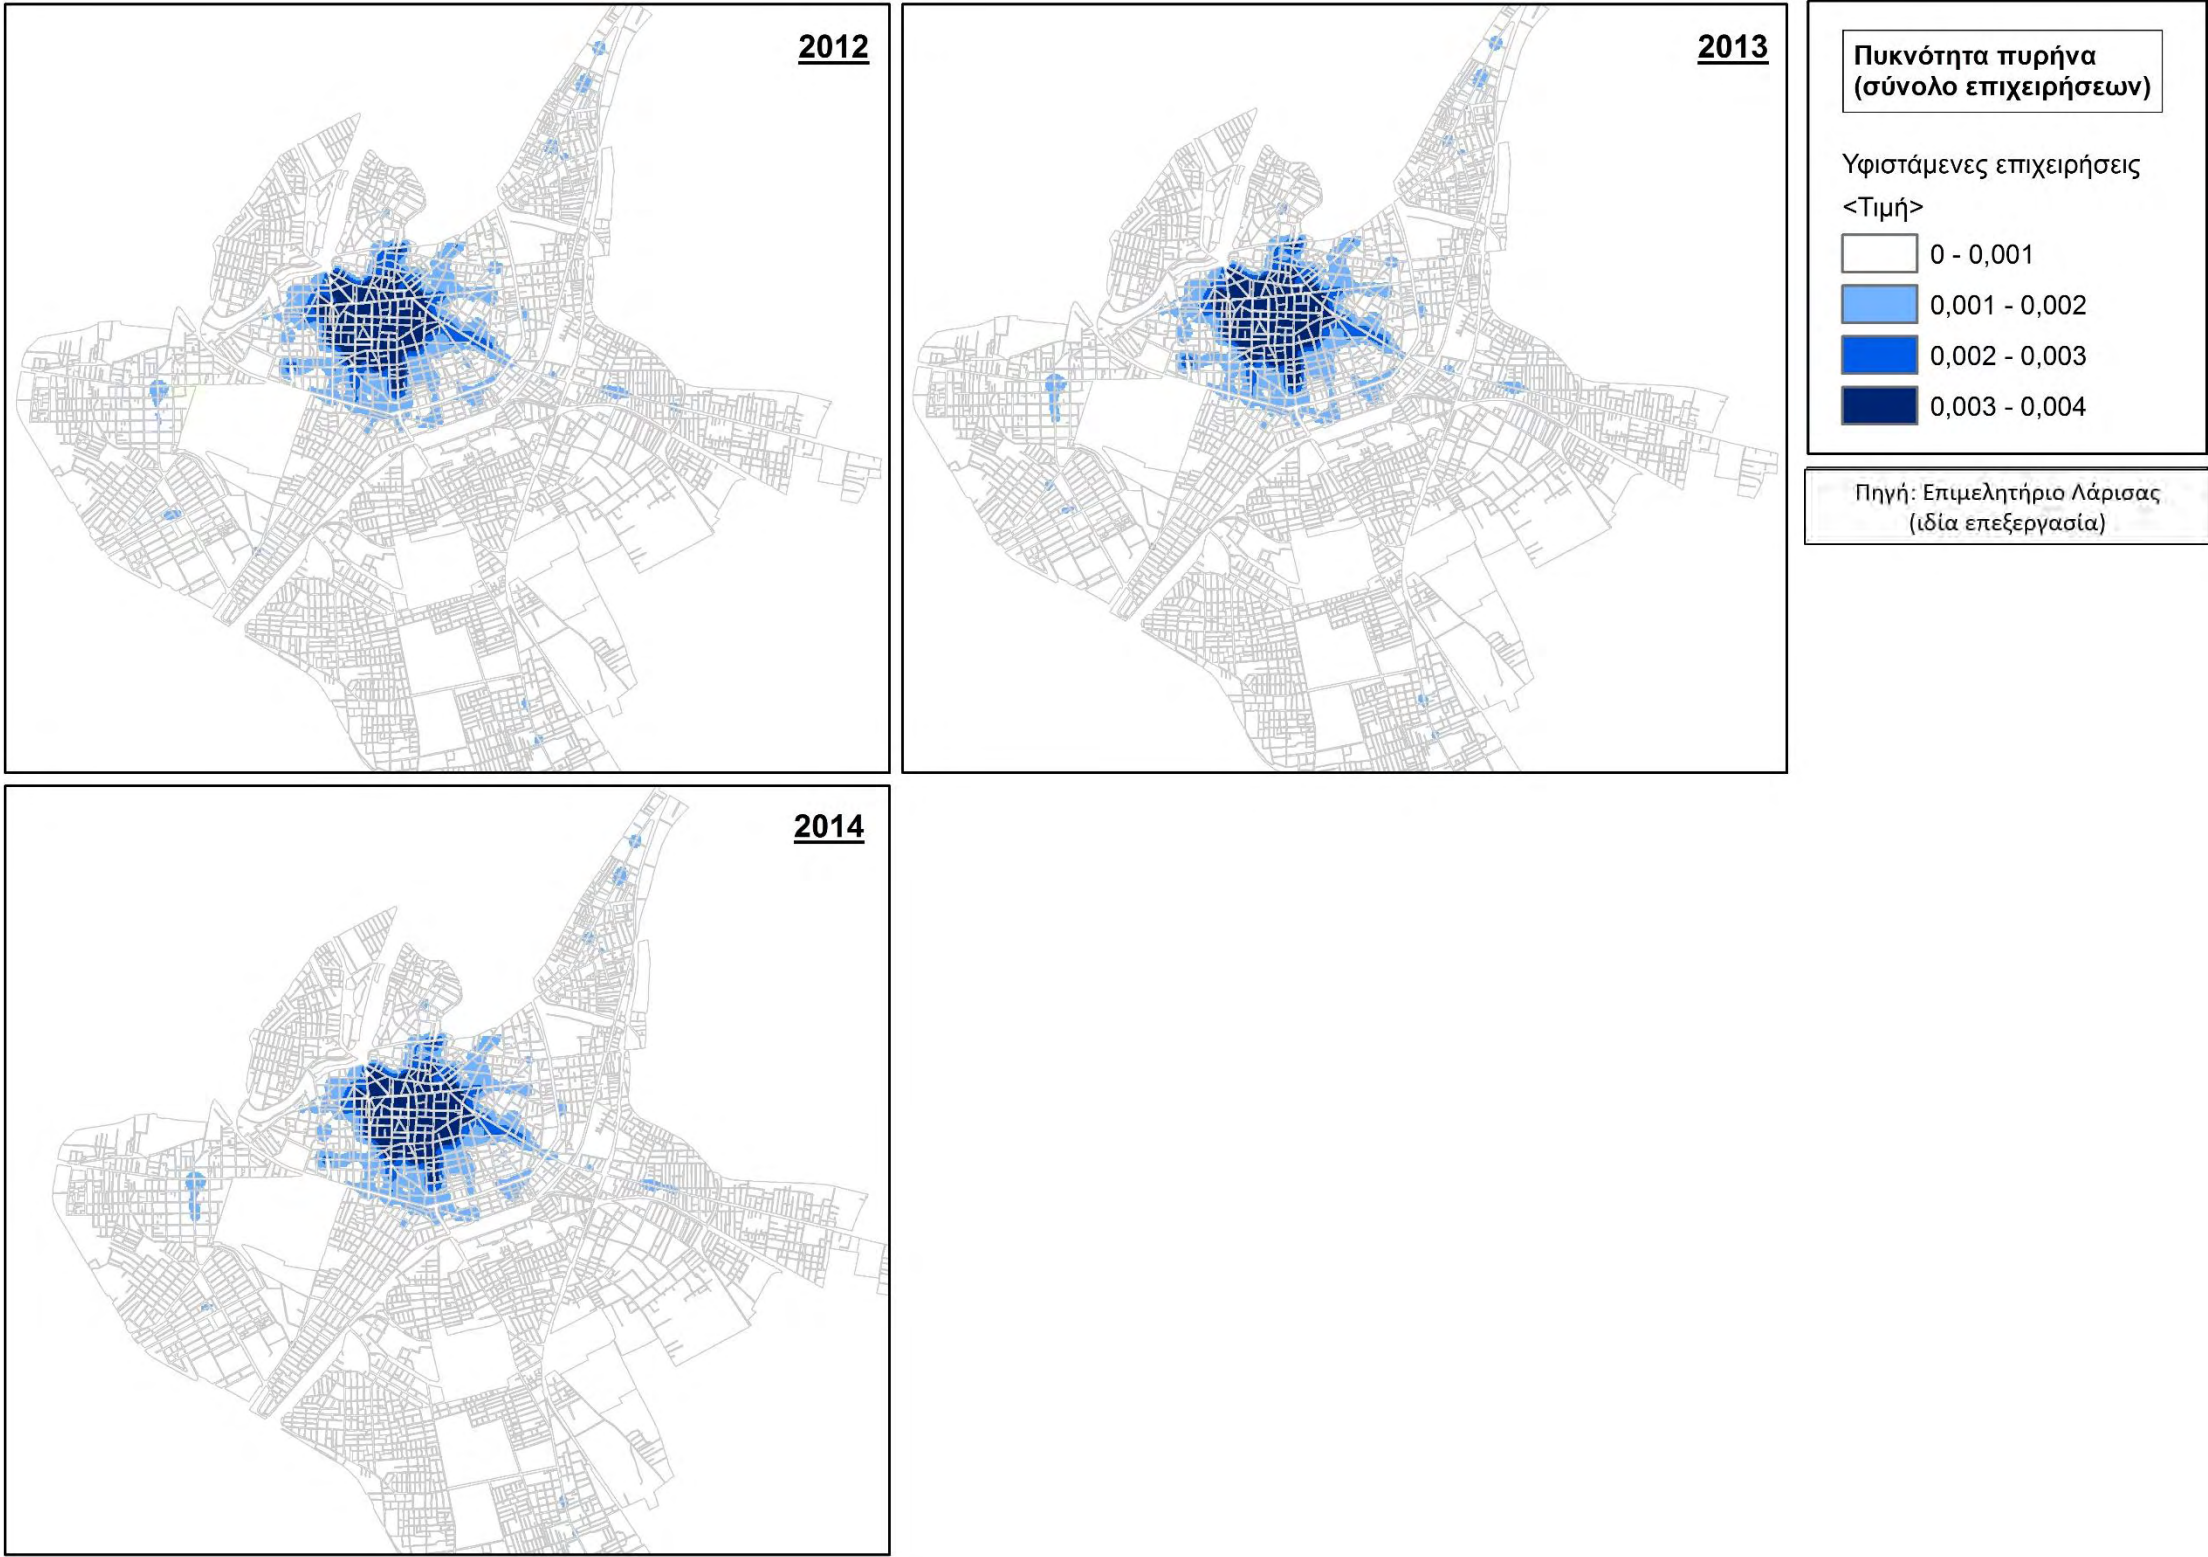 2012
2013
Πυκνότητα πυρήνα
(σύνολο επιχειρήσεων)
Υφιστάμενες επιχειρήσεις
<Τιμή>
0 - 0,001
0,001 - 0,002
0,002 - 0,003
0,003 - 0,004
Πηγή: Επιμελητήριο Λάρισας
(ιδία επεξεργασία)
2014